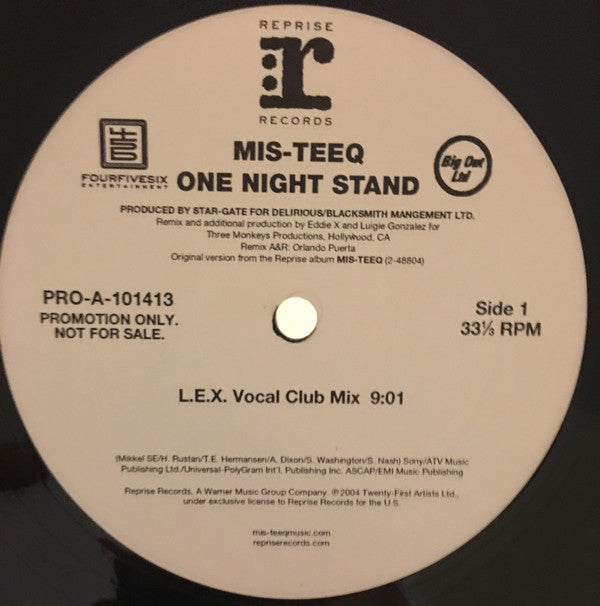 REPRISE
r
RECORDS
456
FOURFIVESIX
ENTERTAINMENT
MIS-TEEQ
ONE NIGHT STAND
Big Out
Ltd
PRODUCED BY STAR-GATE FOR DELIRIOUS/BLACKSMITH MANGEMENT LTD.
Remix and additional production by Eddie X and Luigie Gonzalez for
Three Monkeys Productions, Hollywood, CA
Remix A&R: Orlando Puerta
Original version from the Reprise album MIS-TEEQ (2-48804)
PRO-A-101413
PROMOTION ONLY.
NOT FOR SALE.
Side 1
33⅓ RPM
L.E.X. Vocal Club Mix 9:01
(Mikkel SE/H. Rustan/T.E. Hermansen/A. Dixon/S. Washington/S. Nash) Sony/ATV Music
Publishing Ltd./Universal-PolyGram Int'l. Publishing Inc. ASCAP/EMI Music Publishing
Reprise Records, A Warner Music Group Company. ℗ 2004 Twenty-First Artists Ltd.,
under exclusive license to Reprise Records for the U.S.
mis-teeqmusic.com
repriserecords.com